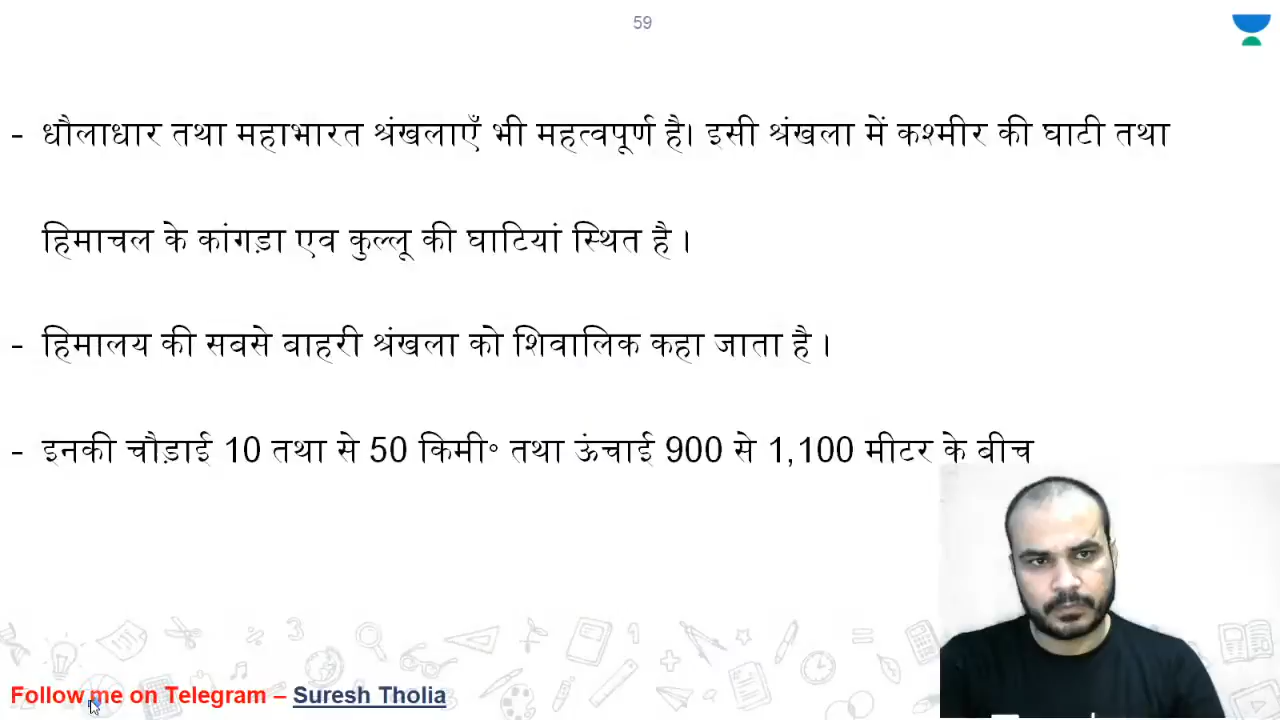 59
- धौलाधार तथा महाभारत श्रंखलाएँ भी महत्वपूर्ण है। इसी श्रंखला में कश्मीर की घाटी तथा
हिमाचल के कांगड़ा एव कुल्लू की घाटियां स्थित है ।
- हिमालय की सबसे बाहरी श्रंखला को शिवालिक कहा जाता है ।
- इनकी चौड़ाई 10 तथा से 50 किमी॰ तथा ऊंचाई 900 से 1,100 मीटर के बीच
Follow me on Telegram – Suresh Tholia